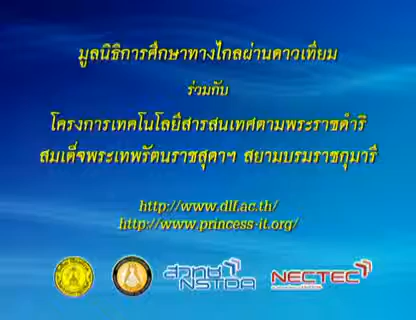 มูลนิธิการศึกษาทางไกลผ่านดาวเทียม
ร่วมกับ
โครงการเทคโนโลยีสารสนเทศตามพระราชดำริ
สมเด็จพระเทพรัตนราชสุดาฯ สยามบรมราชกุมารี
http://www.dlf.ac.th/
http://www.princess-it.org/
สวทช
NSTDA
NECTEC